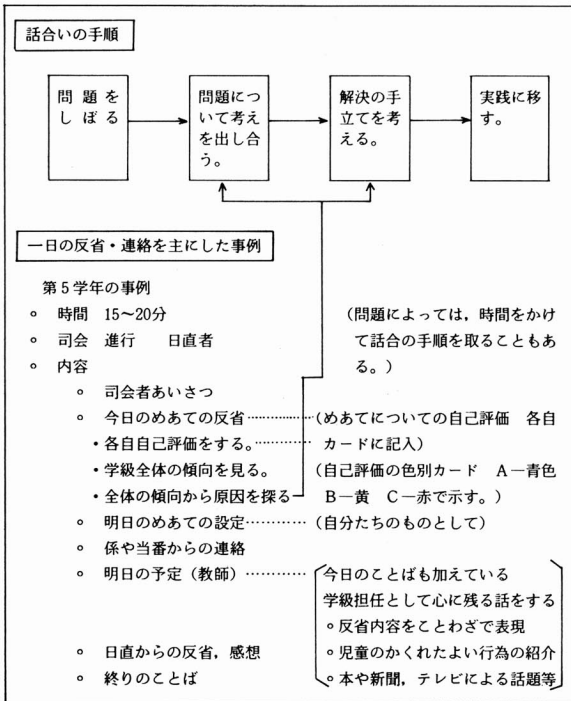 話合いの手順
問題を
しぼる
問題につ
いて考え
を出し合
う。
解決の手
立てを考
える。
実践に移
す。
一日の反省・連絡を主にした事例
第5学年の事例
○ 時間 15〜20分
(問題によっては,時間をかけ
○ 司会 進行 日直者
て話合の手順を取ることもあ
○ 内容
る。)
○ 司会者あいさつ
○ 今日のめあての反省…………(めあてについての自己評価 各自
・各自自己評価をする。………… カードに記入)
・学級全体の傾向を見る。 (自己評価の色別カード A―青色
・全体の傾向から原因を探る B―黄 C―赤で示す。)
○ 明日のめあての設定…………(自分たちのものとして)
○ 係や当番からの連絡
○ 明日の予定(教師)…………今日のことばも加えている
学級担任として心に残る話をする
○反省内容をことわざで表現
○ 日直からの反省,感想 ○児童のかくれたよい行為の紹介
○ 終りのことば ○本や新聞,テレビによる話題等